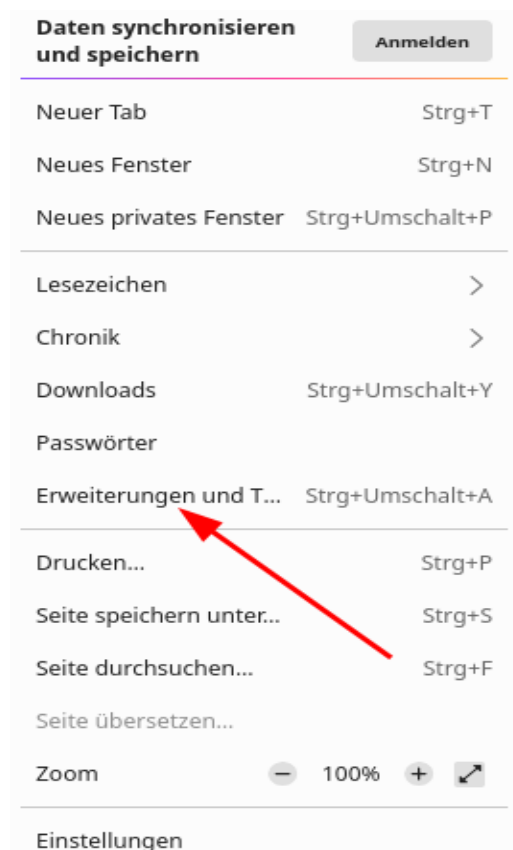 Daten synchronisieren
und speichern
Anmelden
Neuer Tab Strg+T
Neues Fenster Strg+N
Neues privates Fenster Strg+Umschalt+P
Lesezeichen
Chronik
Downloads Strg+Umschalt+Y
Passwörter
Erweiterungen und T... Strg+Umschalt+A
Drucken... Strg+P
Seite speichern unter... Strg+S
Seite durchsuchen... Strg+F
Seite übersetzen...
Zoom − 100% +
Einstellungen